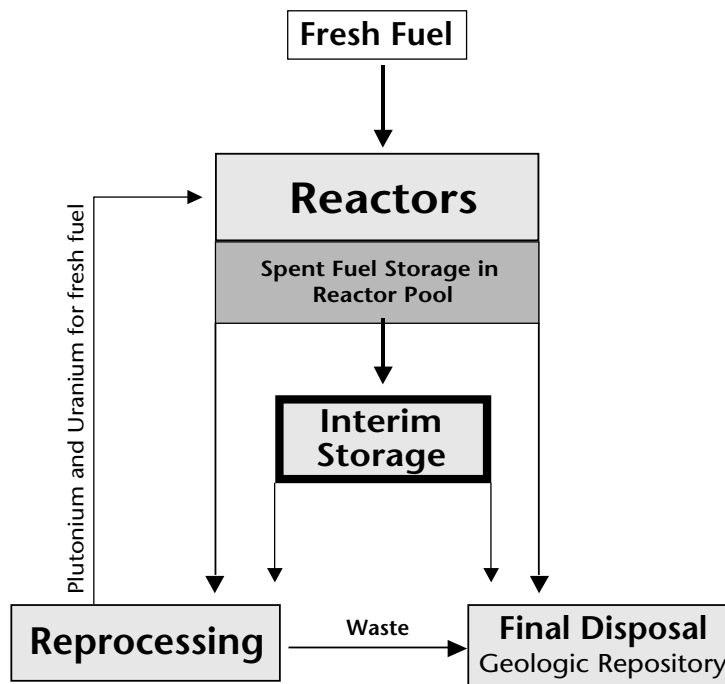 Fresh Fuel
Reactors
Spent Fuel Storage in
Reactor Pool
Plutonium and Uranium for fresh fuel
Interim
Storage
Reprocessing
Waste
Final Disposal
Geologic Repository